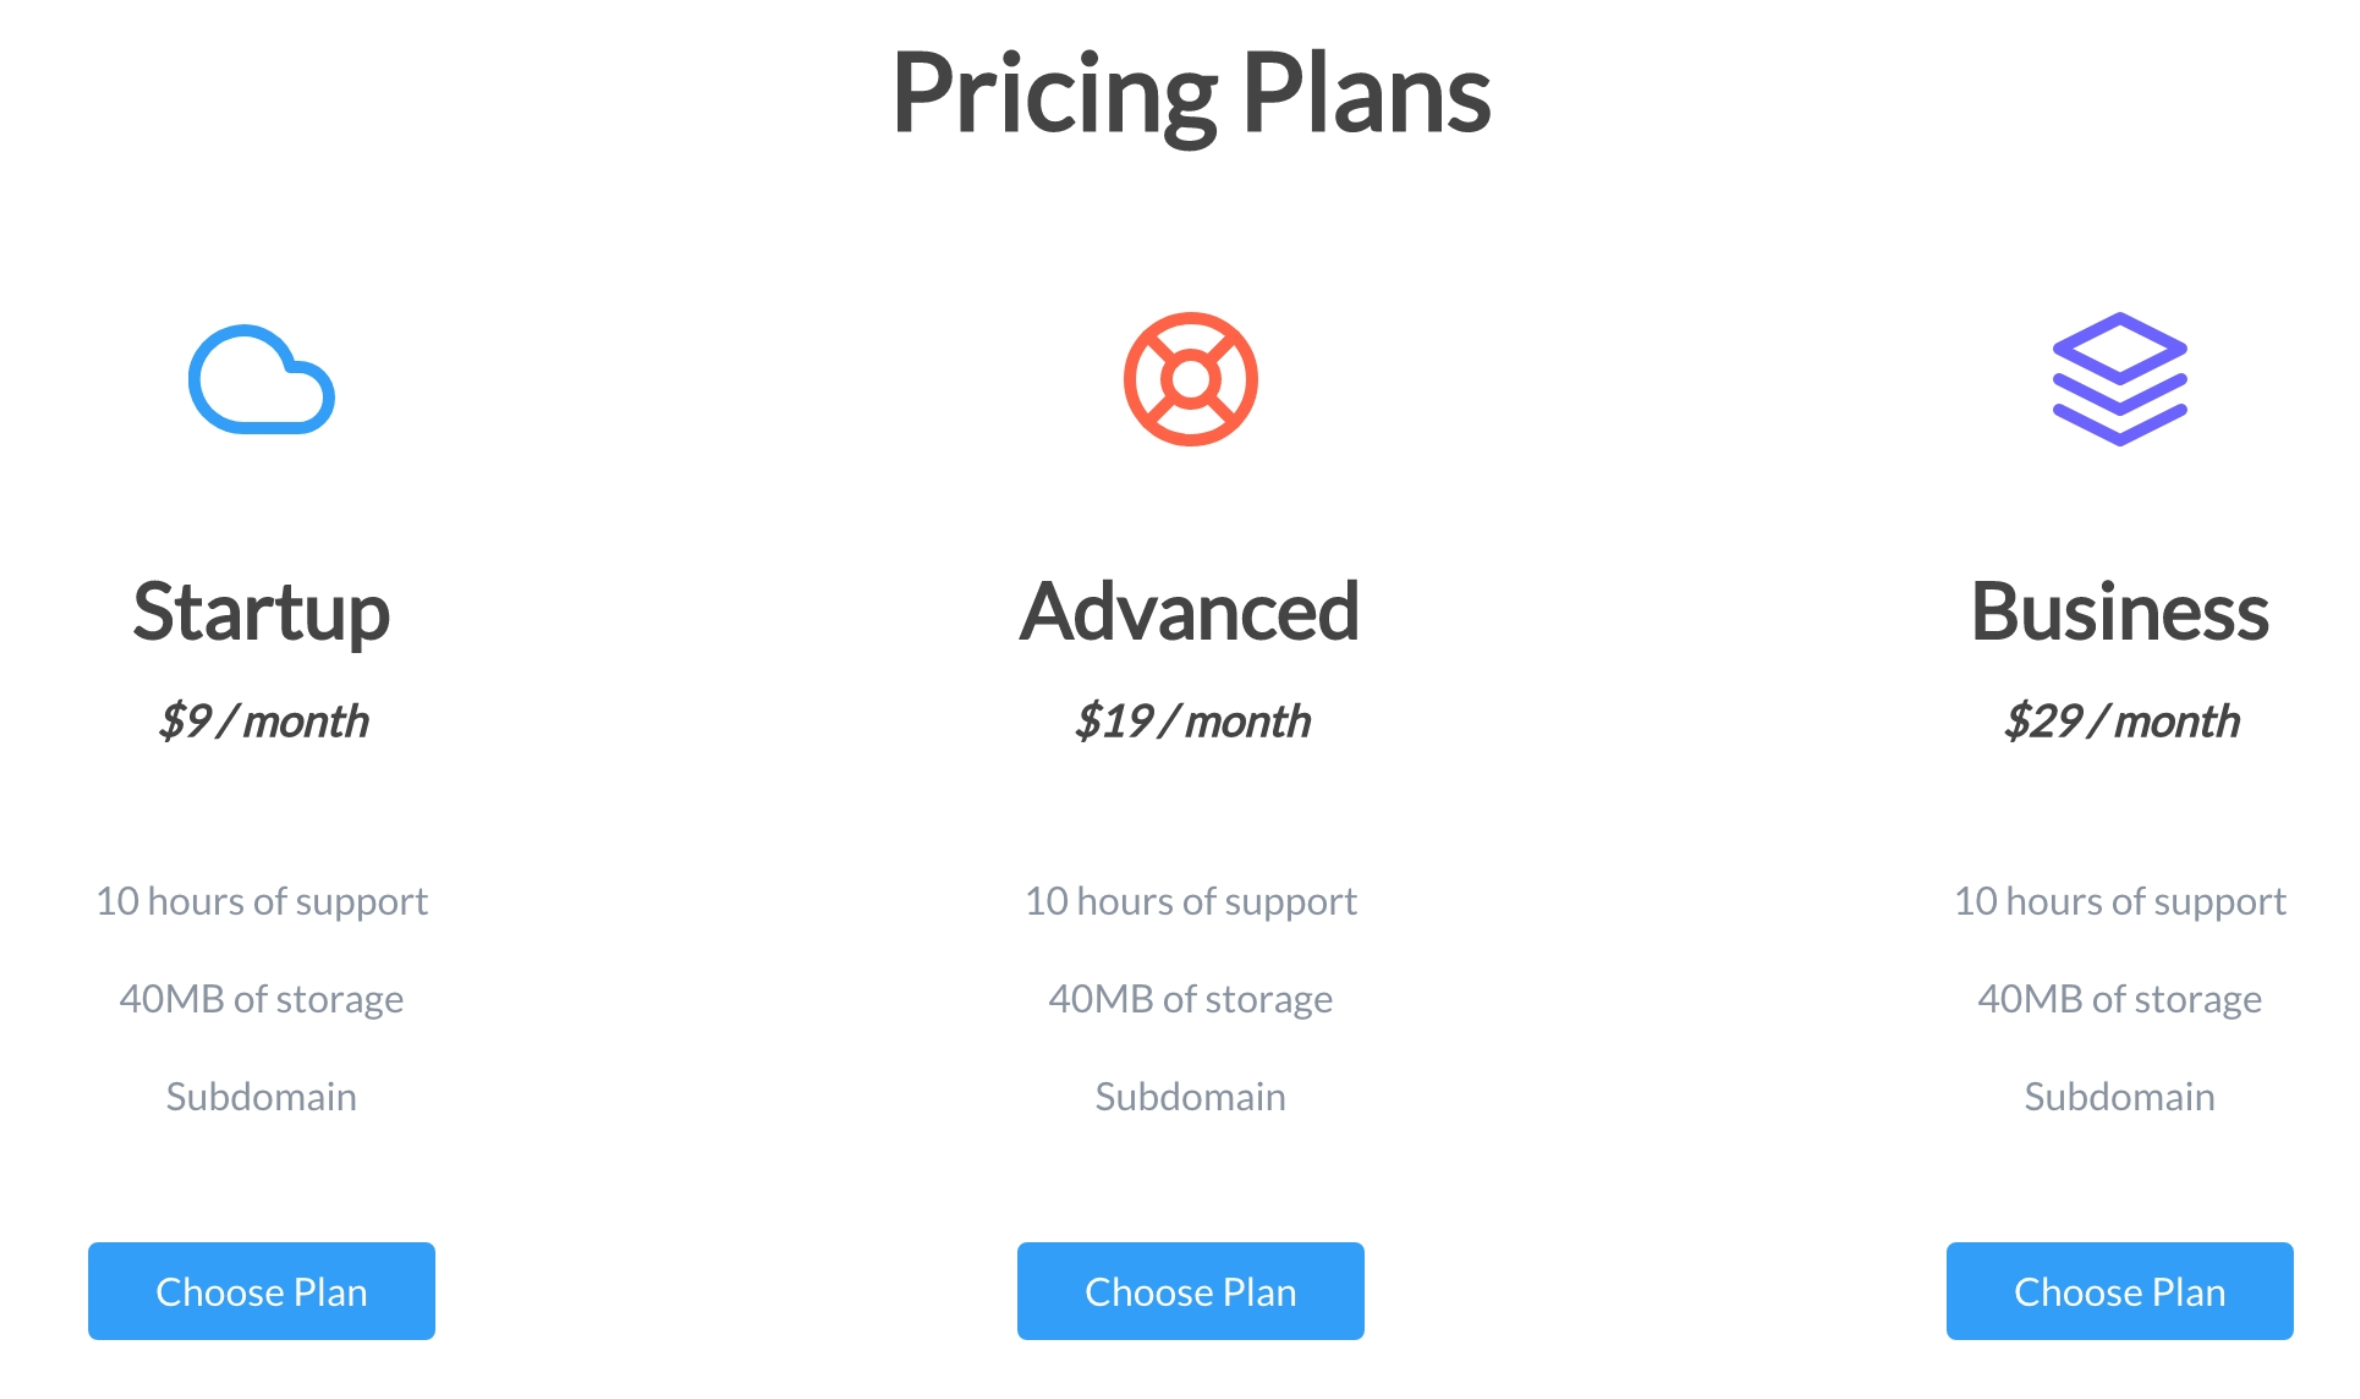 Pricing Plans
Startup
$9 / month
10 hours of support
40MB of storage
Subdomain
Choose Plan
Advanced
$19 / month
10 hours of support
40MB of storage
Subdomain
Choose Plan
Business
$29 / month
10 hours of support
40MB of storage
Subdomain
Choose Plan